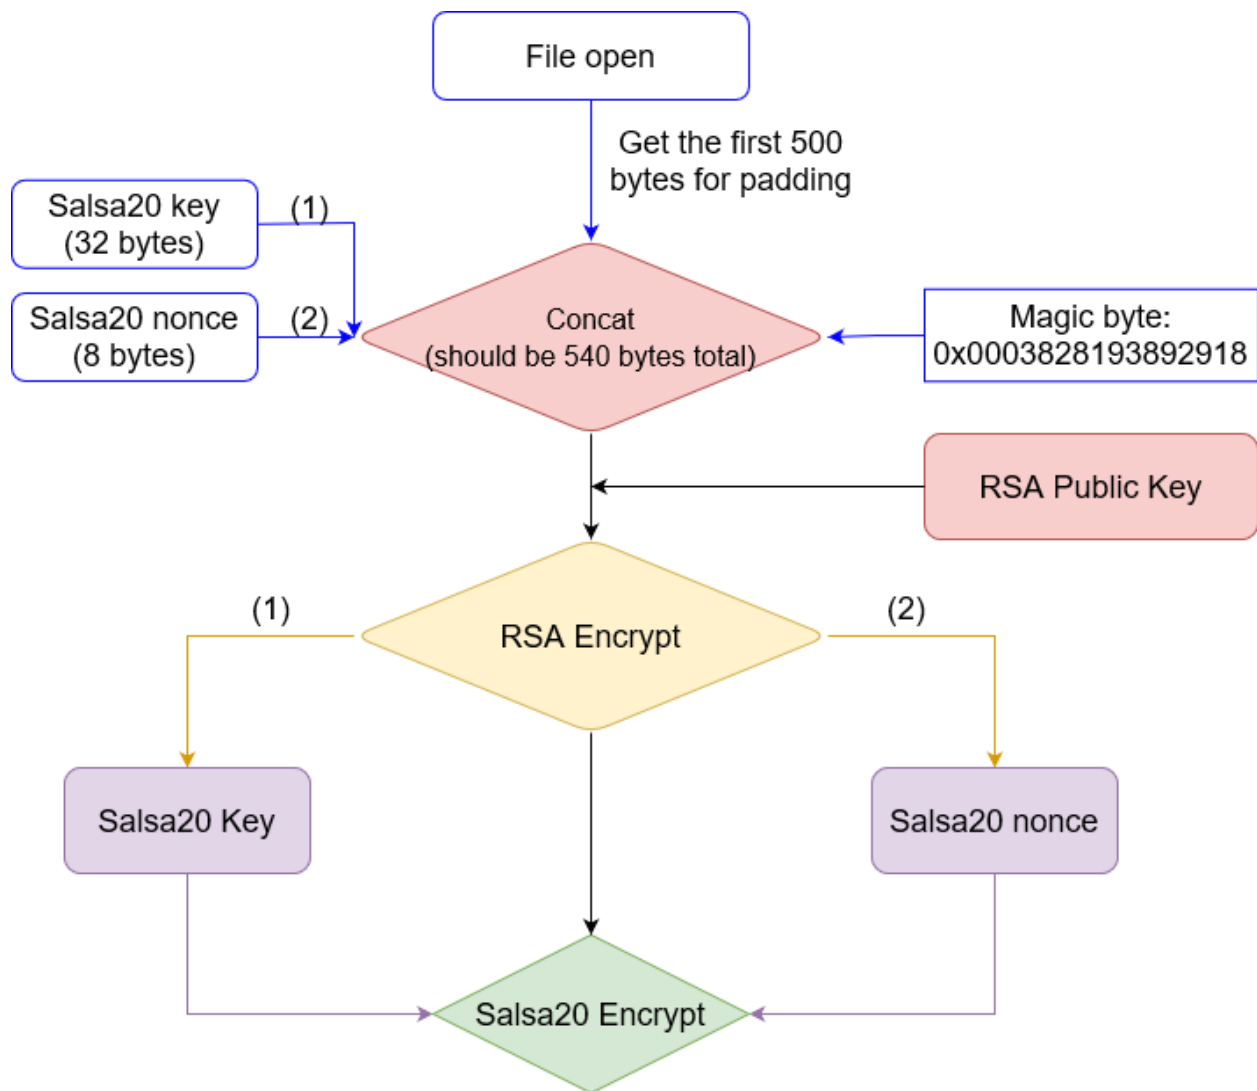 File open
Get the first 500
bytes for padding
Salsa20 key
(32 bytes)
(1)
Salsa20 nonce
(8 bytes)
(2)
Concat
(should be 540 bytes total)
Magic byte:
0x0003828193892918
RSA Public Key
(1)
RSA Encrypt
(2)
Salsa20 Key
Salsa20 nonce
Salsa20 Encrypt